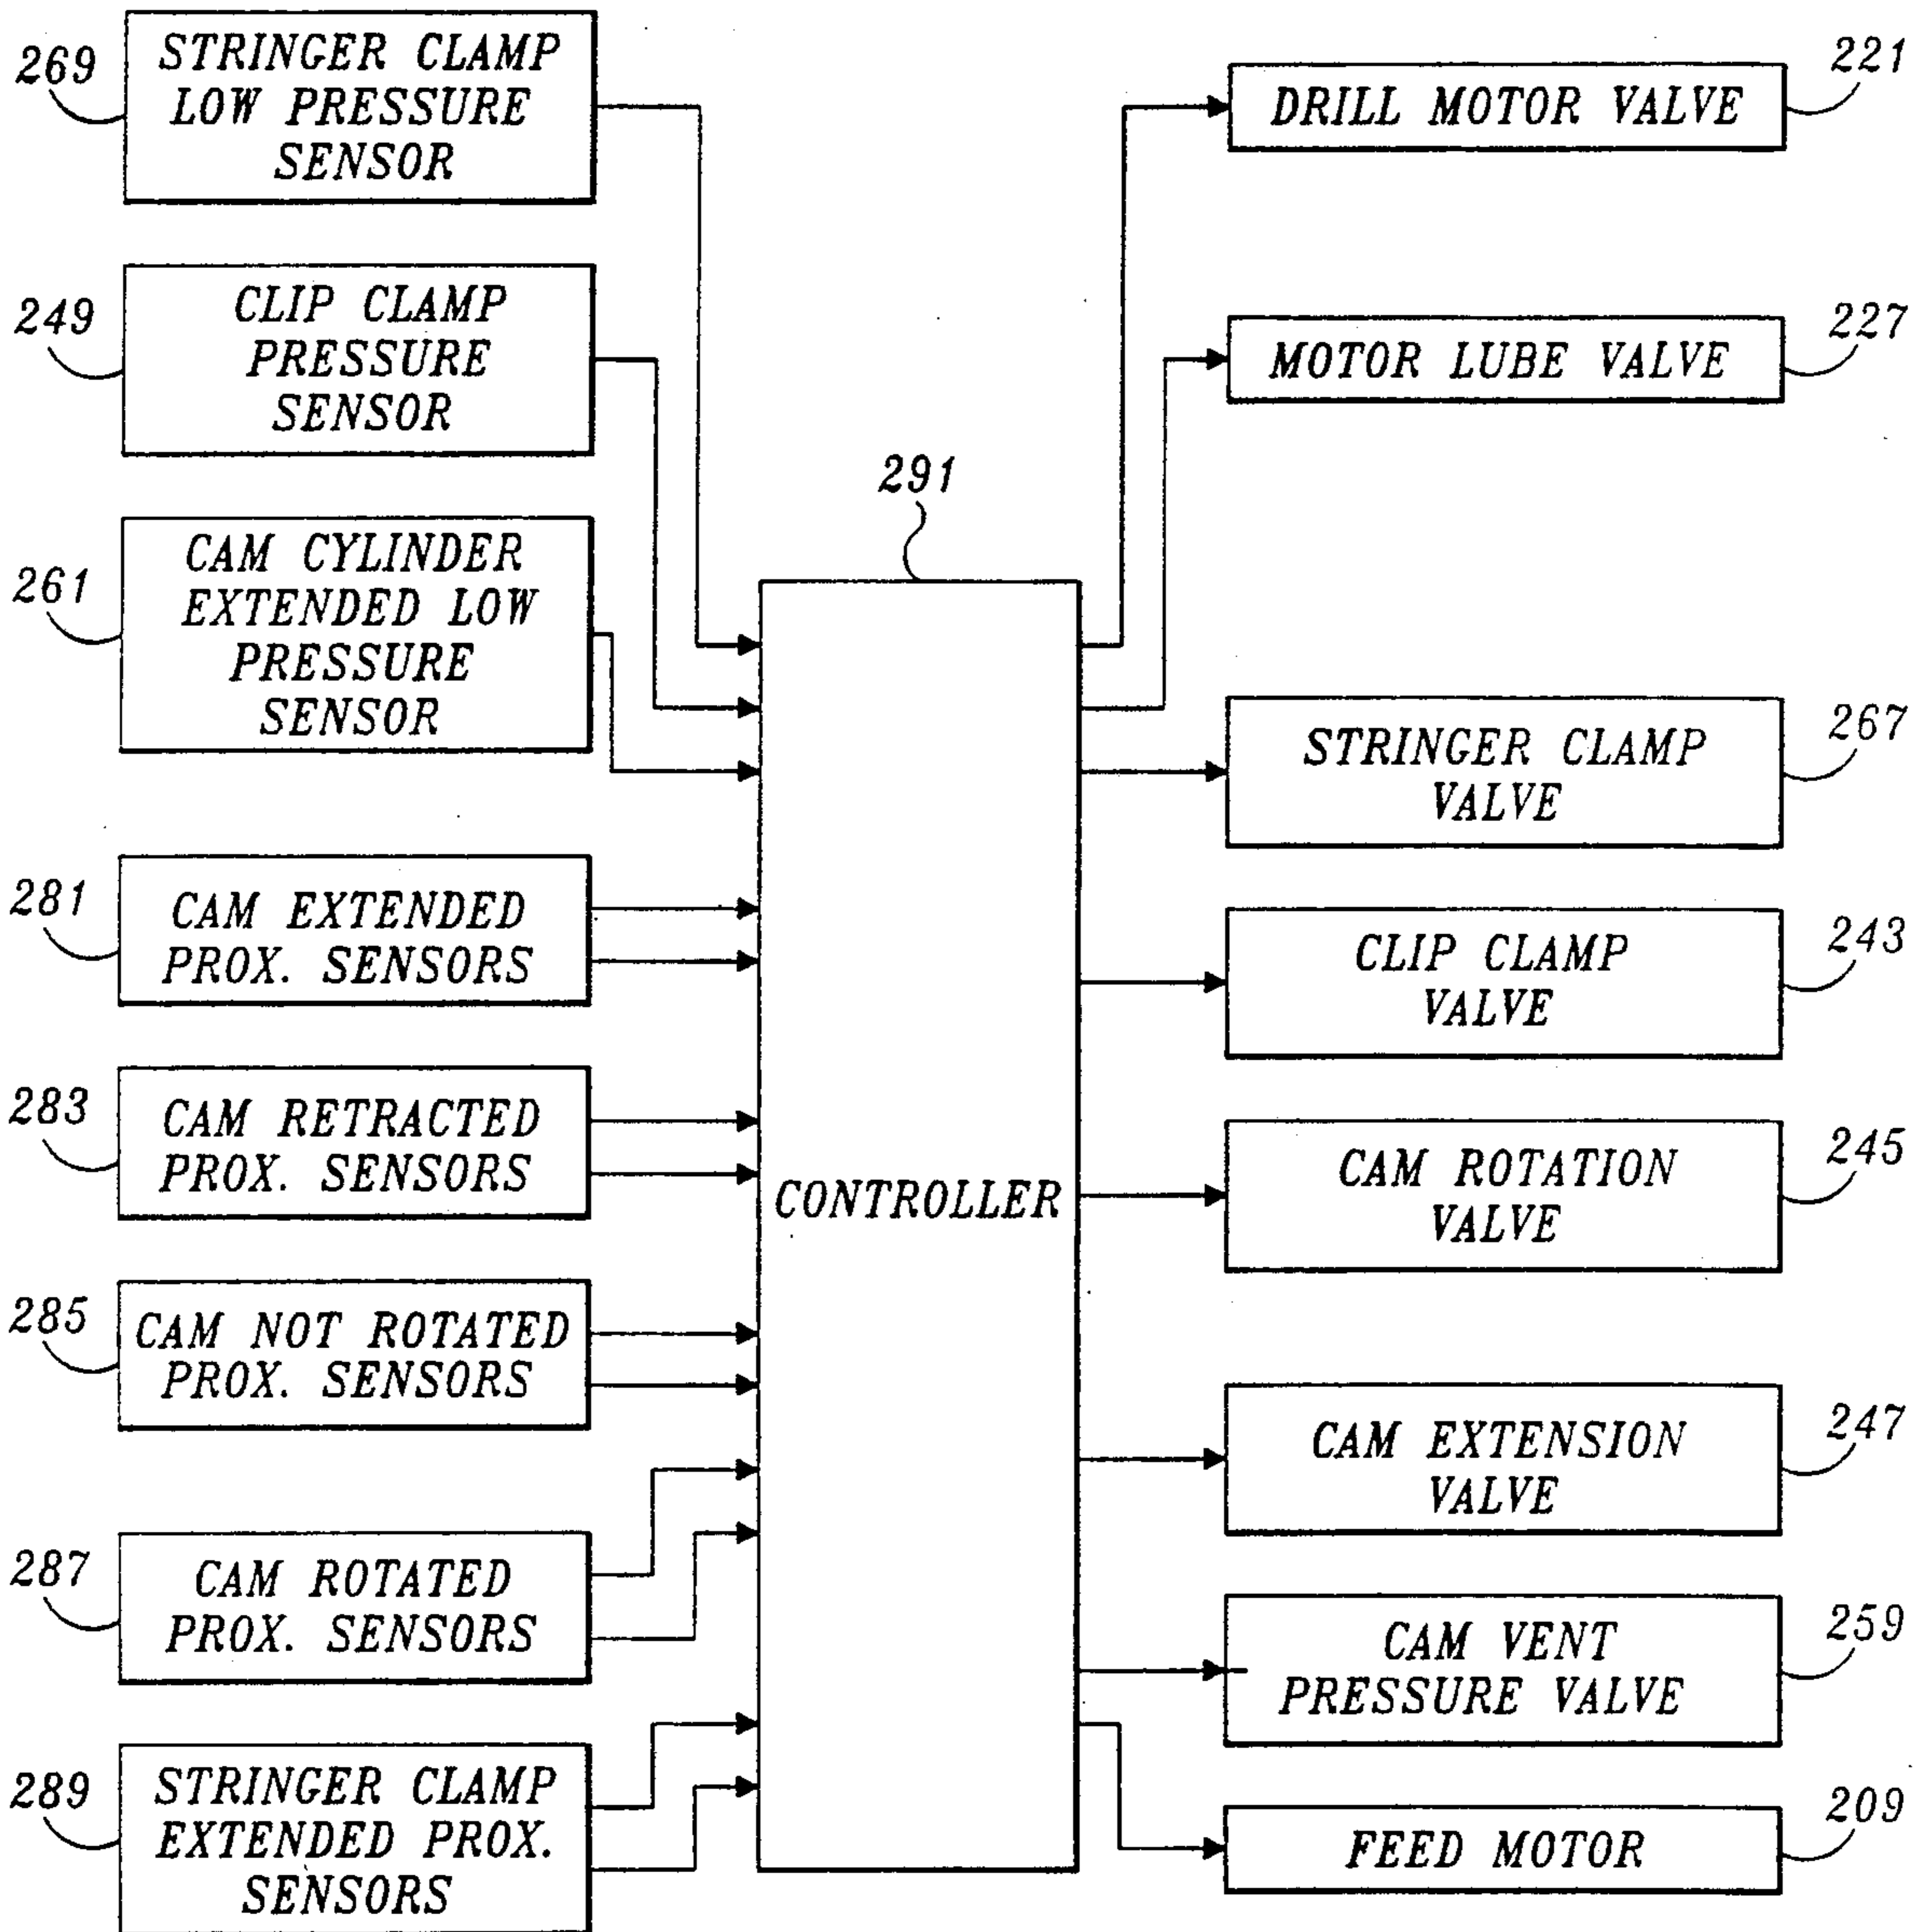 269
STRINGER CLAMP
LOW PRESSURE
SENSOR
249
CLIP CLAMP
PRESSURE
SENSOR
261
CAM CYLINDER
EXTENDED LOW
PRESSURE
SENSOR
281
CAM EXTENDED
PROX. SENSORS
283
CAM RETRACTED
PROX. SENSORS
285
CAM NOT ROTATED
PROX. SENSORS
287
CAM ROTATED
PROX. SENSORS
289
STRINGER CLAMP
EXTENDED PROX.
SENSORS
291
CONTROLLER
DRILL MOTOR VALVE
221
MOTOR LUBE VALVE
227
STRINGER CLAMP
VALVE
267
CLIP CLAMP
VALVE
243
CAM ROTATION
VALVE
245
CAM EXTENSION
VALVE
247
CAM VENT
PRESSURE VALVE
259
FEED MOTOR
209